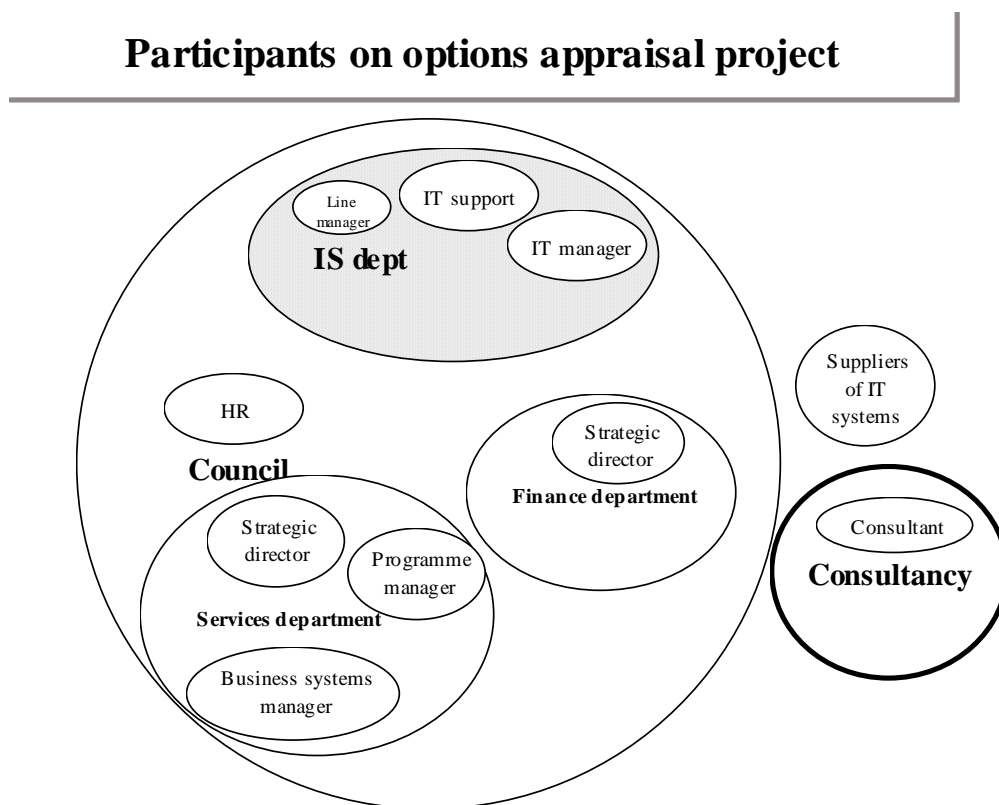 Participants on options appraisal project
Line
manager
IT support
IT manager
IS dept
Suppliers
of IT
systems
HR
Council
Strategic
director
Finance department
Strategic
director
Programme
manager
Services department
Business systems
manager
Consultant
Consultancy